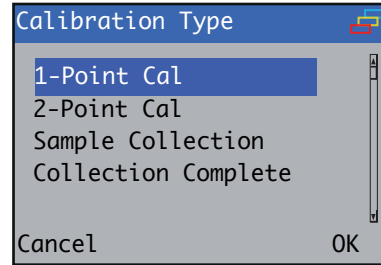 Calibration Type
1-Point Cal
2-Point Cal
Sample Collection
Collection Complete
Cancel OK